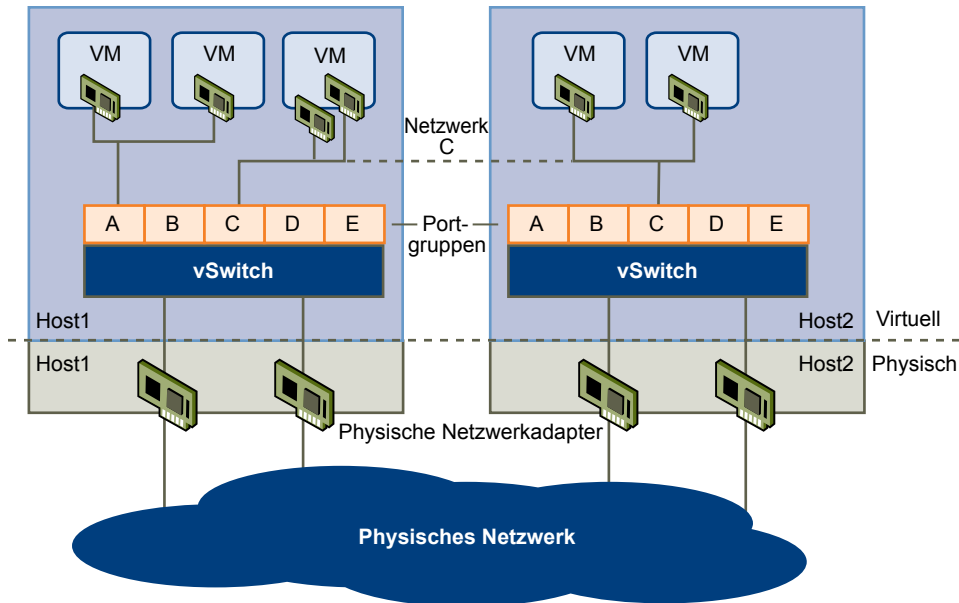 VM
VM
VM
VM
VM
Netzwerk
C
A
B
C
D
E
Port-
gruppen
A
B
C
D
E
vSwitch
vSwitch
Host1
Host2
Virtuell
Host1
Host2
Physisch
Physische Netzwerkadapter
Physisches Netzwerk